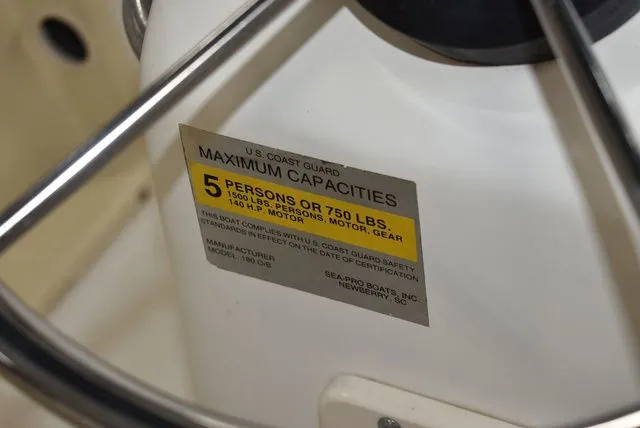 U.S. COAST GUARD
MAXIMUM CAPACITIES
5 PERSONS OR 750 LBS.
1500 LBS. PERSONS, MOTOR, GEAR
140 H.P. MOTOR
THIS BOAT COMPLIES WITH U.S. COAST GUARD SAFETY
STANDARDS IN EFFECT ON THE DATE OF CERTIFICATION
MANUFACTURER
MODEL 180 O/B
SEA-PRO BOATS, INC.
NEWBERRY, SC